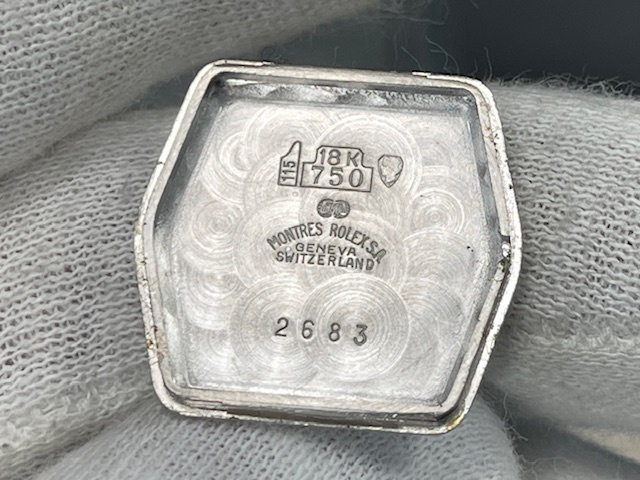 115
18K
750
MONTRES ROLEX S.A.
GENEVA
SWITZERLAND
2683